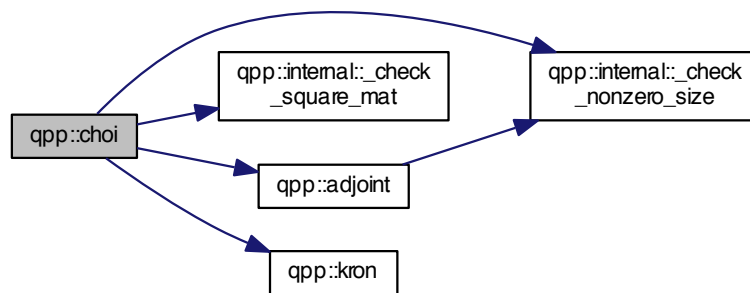 qpp::choi
qpp::internal::_check
_square_mat
qpp::adjoint
qpp::kron
qpp::internal::_check
_nonzero_size